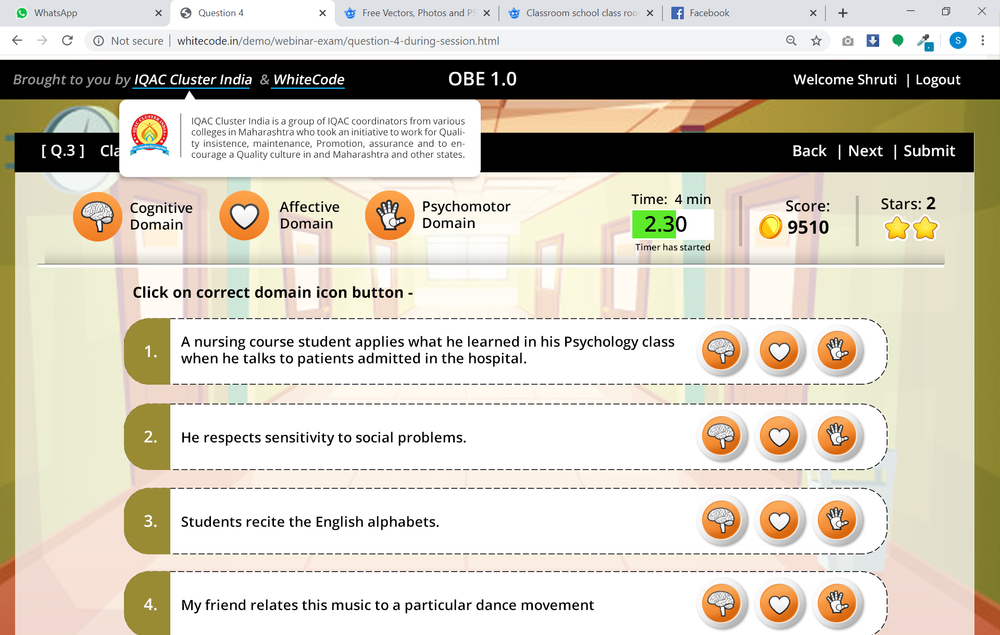 WhatsApp
Question 4
Free Vectors, Photos and PS
Classroom school class roo
Facebook
Not secure
whitecode.in/demo/webinar-exam/question-4-during-session.html
S
Brought to you by IQAC Cluster India & WhiteCode
OBE 1.0
Welcome Shruti | Logout
IQAC CLUSTER INDIA
IQAC Cluster India is a group of IQAC coordinators from various
colleges in Maharashtra who took an initiative to work for Quali-
ty insistence, maintenance, Promotion, assurance and to en-
courage a Quality culture in and Maharashtra and other states.
[ Q.3 ] Cla
Back | Next | Submit
Cognitive
Domain
Affective
Domain
Psychomotor
Domain
Time: 4 min
2.30
Timer has started
Score:
9510
Stars: 2
Click on correct domain icon button -
1.
A nursing course student applies what he learned in his Psychology class
when he talks to patients admitted in the hospital.
2.
He respects sensitivity to social problems.
3.
Students recite the English alphabets.
4.
My friend relates this music to a particular dance movement